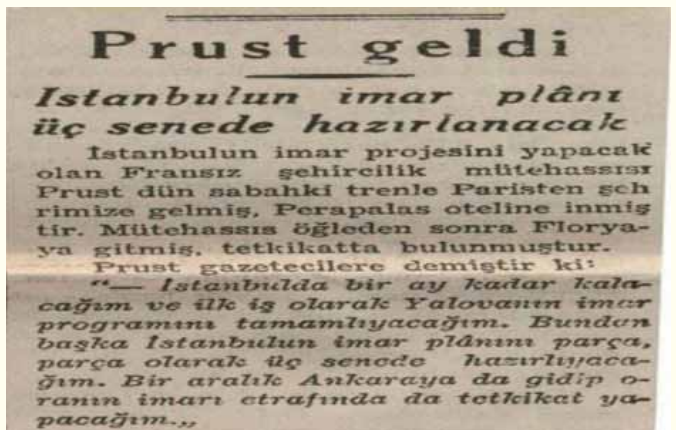 Prust geldi
Istanbulun imar plânı
üç senede hazırlanacak
İstanbulun imar projesini yapacak
olan Fransız şehircilik mütehassısı
Prust dün sabahki trenle Paristen şeh
rimize gelmiş, Perapalas oteline inmiş
tir. Mütehassıs öğleden sonra Florya-
ya gitmiş, tetkikatta bulunmuştur.
Prust gazetecilere demiştir ki:
"— İstanbulda bir ay kadar kala-
cağım ve ilk iş olarak Yalovanın imar
programını tamamlıyacağım. Bundan
başka İstanbulun imar plânını parça,
parça olarak üç senede hazırlıyaca-
ğım. Bir aralık Ankaraya da gidip o-
ranın imarı etrafında da tetkikat ya-
pacağım.„